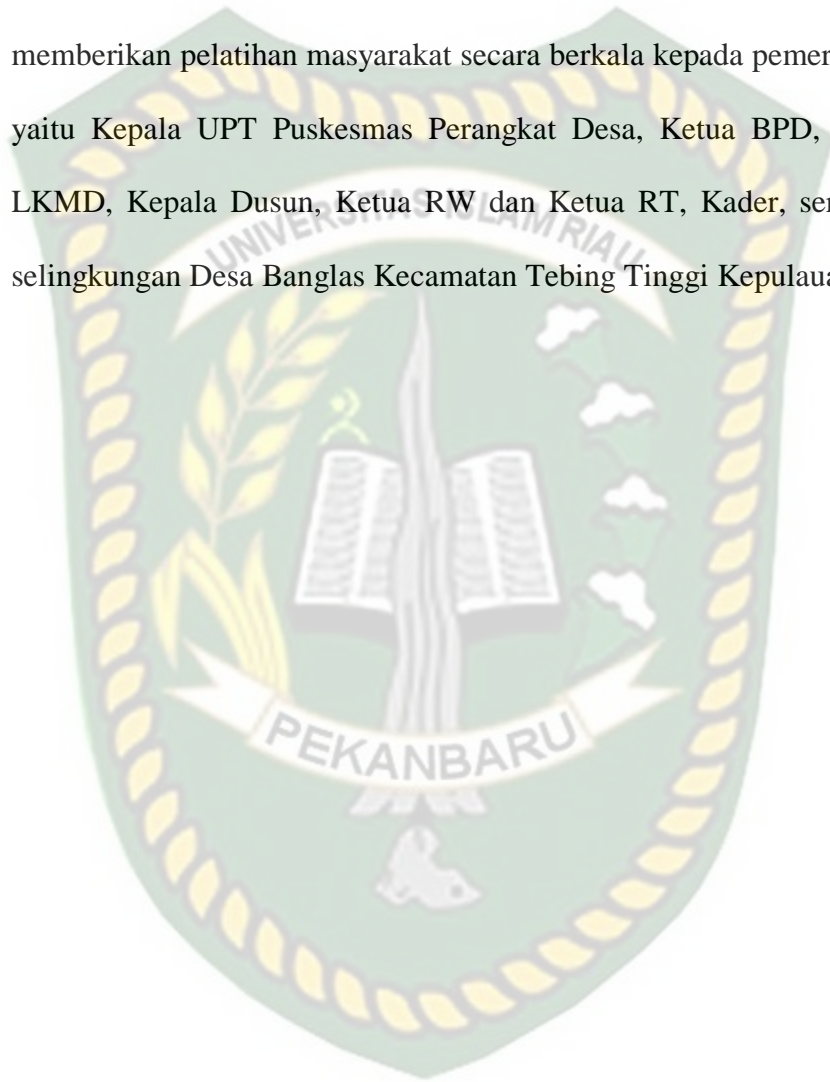 memberikan pelatihan masyarakat secara berkala kepada pemer
yaitu Kepala UPT Puskesmas Perangkat Desa, Ketua BPD,
LKMD, Kepala Dusun, Ketua RW dan Ketua RT, Kader, ser
selingkungan Desa Banglas Kecamatan Tebing Tinggi Kepulaua
UNIVERSITAS ISLAM RIAU
PEKANBARU